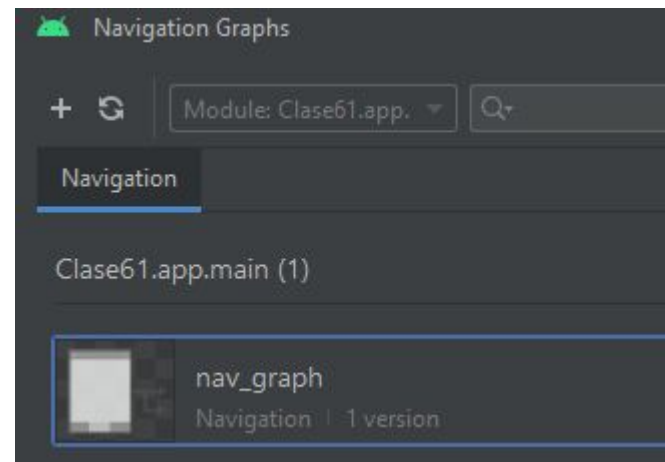 Navigation Graphs
Module: Clase61.app.
Navigation
Clase61.app.main (1)
nav_graph
Navigation | 1 version